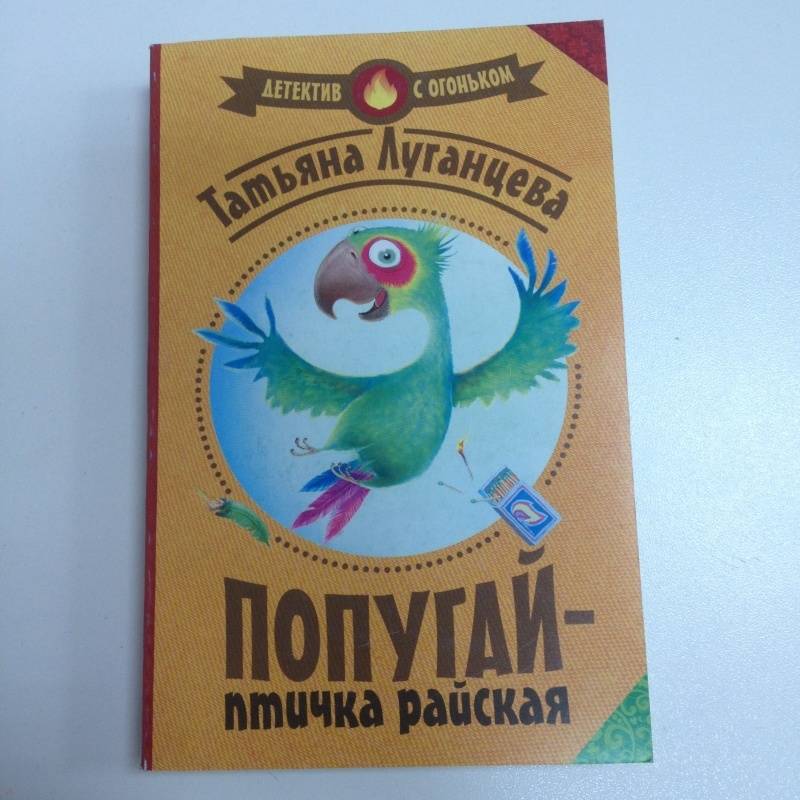 ДЕТЕКТИВ С ОГОНЬКОМ
Татьяна Луганцева
ПОПУГАЙ-
птичка райская